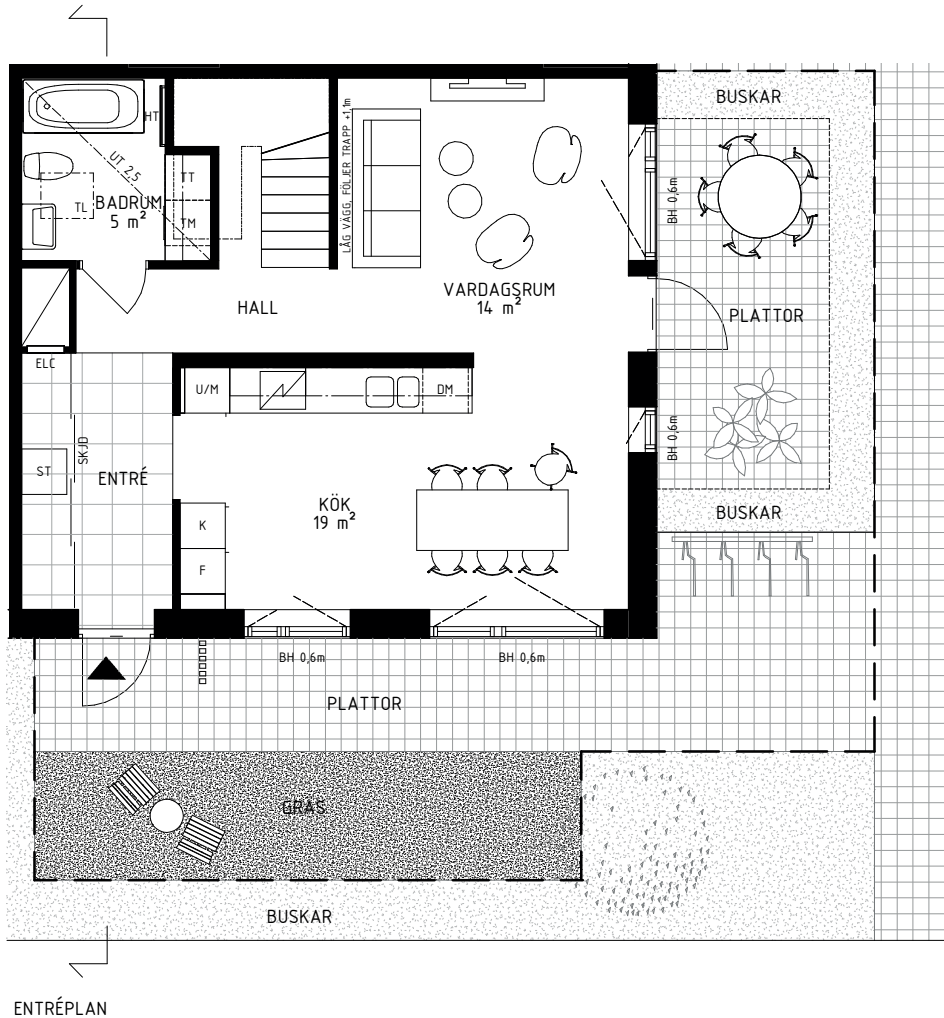 BUSKAR
HT
LÅG VÄGG, FÖLJER TRAPP +1,1m
UT 2,5
TT
BADRUM
5 m²
TL
TM
BH 0,6m
VARDAGSRUM
14 m²
HALL
PLATTOR
ELC
U/M
DM
SKJD
BH 0,6m
ST
ENTRÉ
KÖK
19 m²
BUSKAR
K
F
BH 0,6m
BH 0,6m
PLATTOR
GRÄS
BUSKAR
ENTRÉPLAN